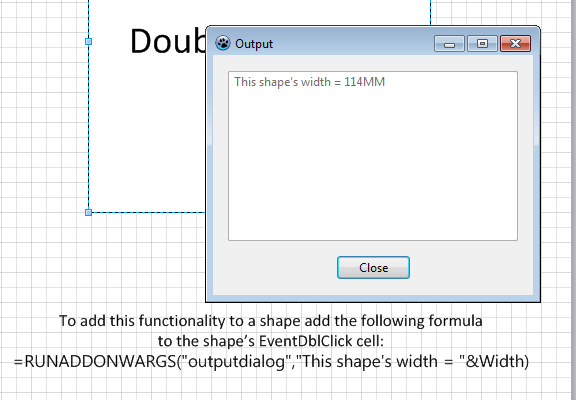 Doub
Output
This shape's width = 114MM
Close
To add this functionality to a shape add the following formula
to the shape's EventDblClick cell:
=RUNADDONWARGS("outputdialog","This shape's width = "&Width)